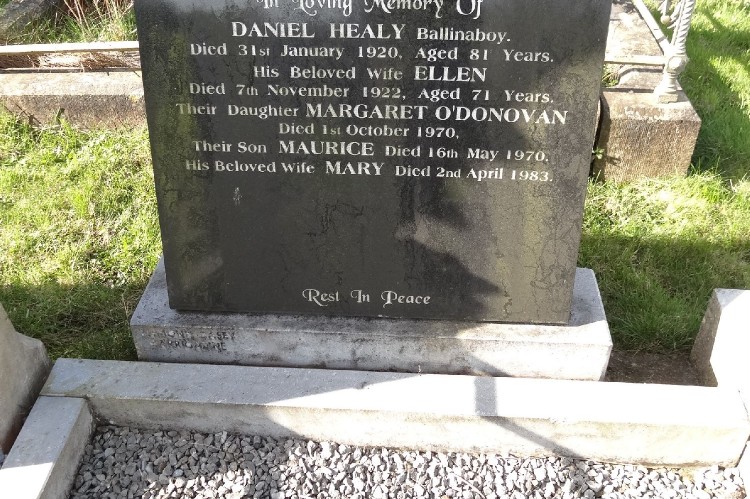 In Loving Memory Of
DANIEL HEALY Ballinaboy.
Died 31st January 1920, Aged 81 Years.
His Beloved Wife ELLEN
Died 7th November 1922, Aged 71 Years.
Their Daughter MARGARET O'DONOVAN
Died 1st October 1970,
Their Son MAURICE Died 16th May 1970,
His Beloved Wife MARY Died 2nd April 1983.
Rest In Peace